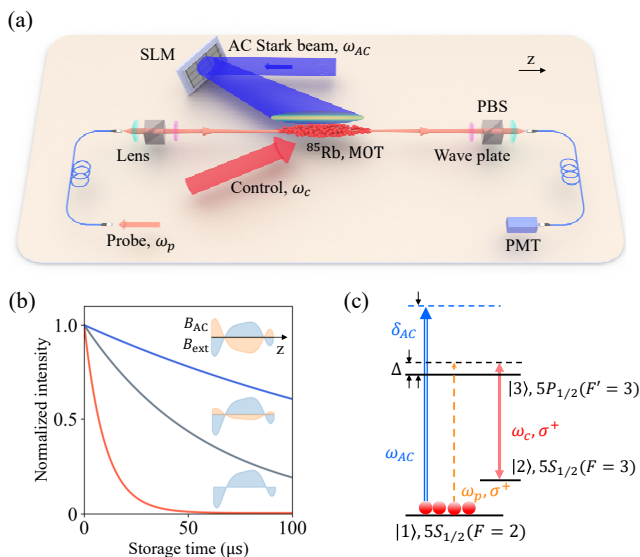 (a)
SLM
AC Stark beam, ω_AC
z
PBS
Lens
⁸⁵Rb, MOT
Wave plate
Control, ω_c
Probe, ω_p
PMT
(b)
Normalized intensity
1.0
0.5
0
B_AC
B_ext
z
0
50
100
Storage time (μs)
(c)
δ_AC
Δ
|3⟩, 5P_1/2(F′ = 3)
ω_c, σ⁺
ω_AC
|2⟩, 5S_1/2(F = 3)
ω_p, σ⁺
|1⟩, 5S_1/2(F = 2)